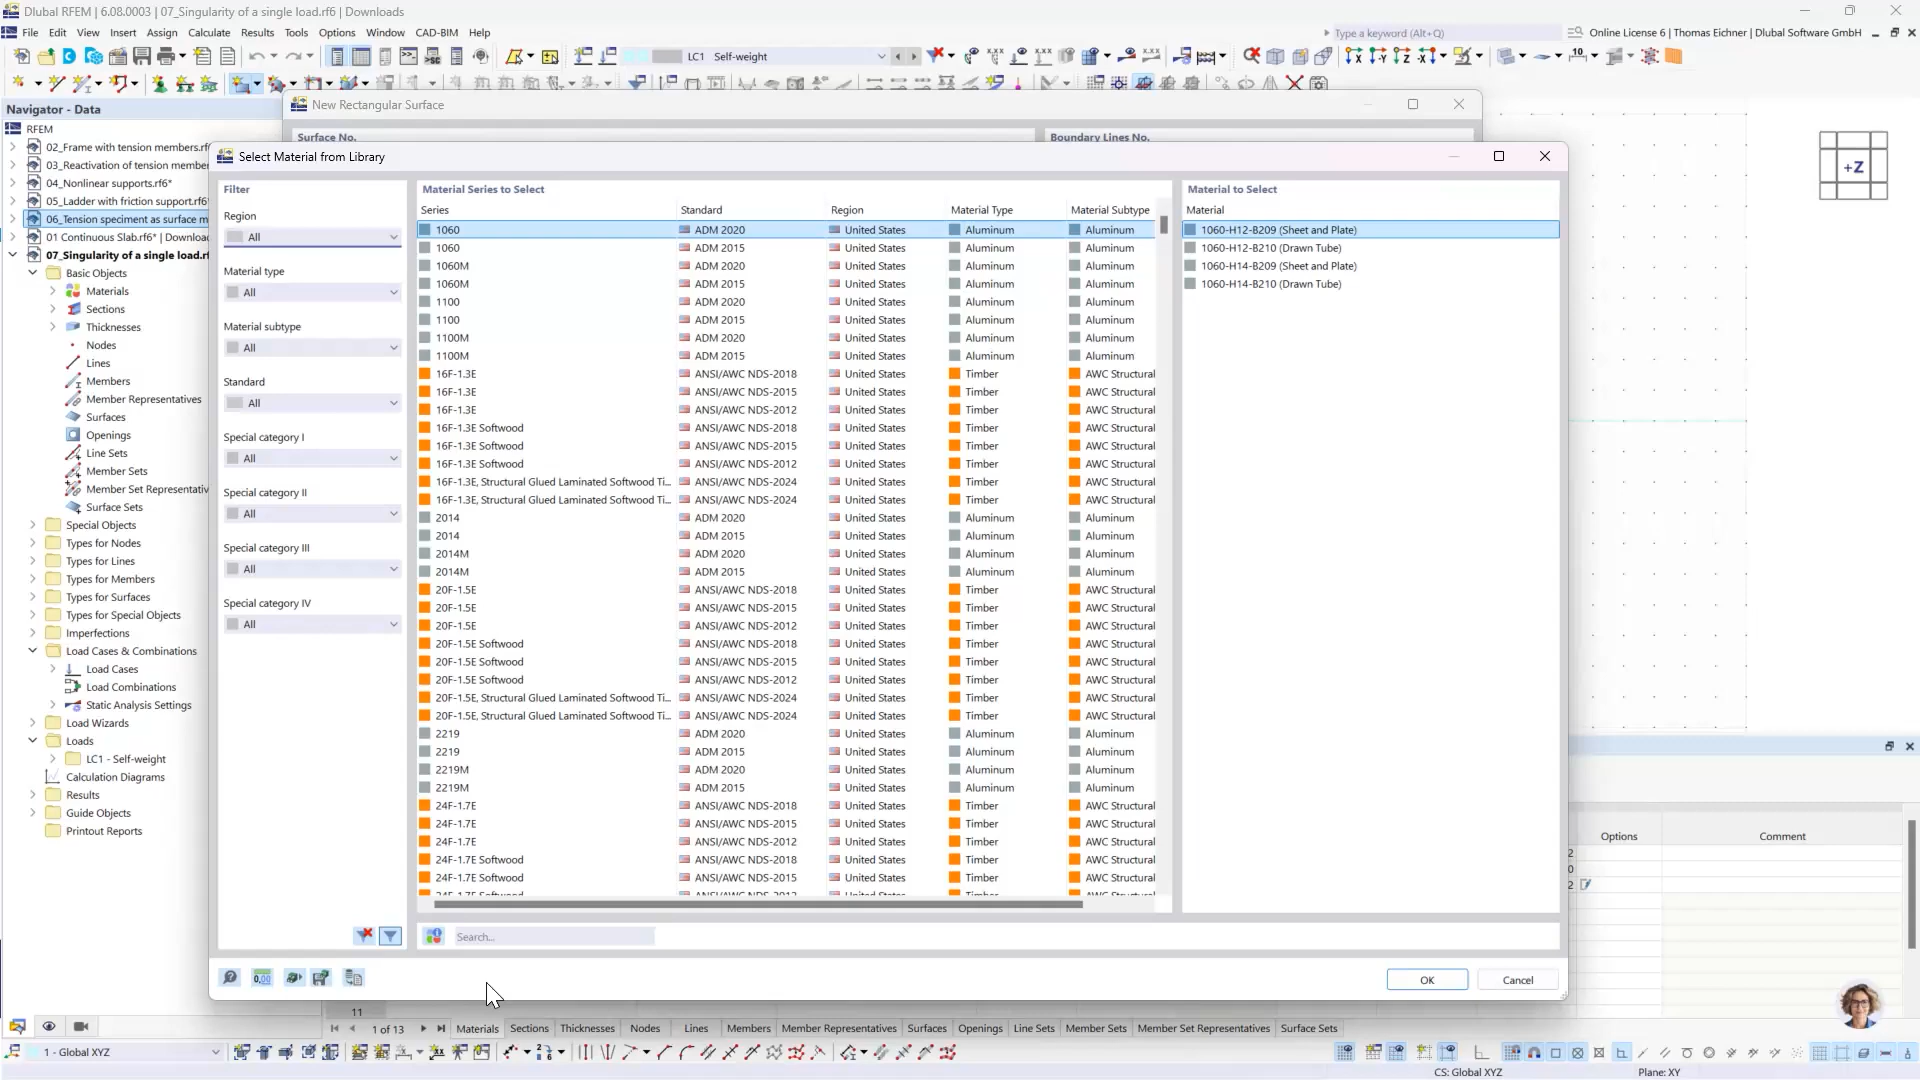 Dlubal RFEM | 6.08.0003 | 07_Singularity of a single load.rf6 | Downloads
File Edit View Insert Assign Calculate Results Tools Options Window CAD-BIM Help
Type a keyword (Alt+Q)
Online License 6 | Thomas Eichner | Dlubal Software GmbH
LC1 Self-weight
Navigator - Data
RFEM
02_Frame with tension members.rf
03_Reactivation of tension membe
04_Nonlinear supports.rf6*
05_Ladder with friction support.rf6
06_Tension speciment as surface m
01 Continuous Slab.rf6* | Downloa
07_Singularity of a single load.rf
Basic Objects
Materials
Sections
Thicknesses
Nodes
Lines
Members
Member Representatives
Surfaces
Openings
Line Sets
Member Sets
Member Set Representativ
Surface Sets
Special Objects
Types for Nodes
Types for Lines
Types for Members
Types for Surfaces
Types for Special Objects
Imperfections
Load Cases & Combinations
Load Cases
Load Combinations
Static Analysis Settings
Load Wizards
Loads
LC1 - Self-weight
Calculation Diagrams
Results
Guide Objects
Printout Reports
New Rectangular Surface
Surface No.
Boundary Lines No.
Select Material from Library
Filter
Region
All
Material type
All
Material subtype
All
Standard
All
Special category I
All
Special category II
All
Special category III
All
Special category IV
All
Material Series to Select
Series Standard Region Material Type Material Subtype
1060 ADM 2020 United States Aluminum Aluminum
1060 ADM 2015 United States Aluminum Aluminum
1060M ADM 2020 United States Aluminum Aluminum
1060M ADM 2015 United States Aluminum Aluminum
1100 ADM 2020 United States Aluminum Aluminum
1100 ADM 2015 United States Aluminum Aluminum
1100M ADM 2020 United States Aluminum Aluminum
1100M ADM 2015 United States Aluminum Aluminum
16F-1.3E ANSI/AWC NDS-2018 United States Timber AWC Structural
16F-1.3E ANSI/AWC NDS-2015 United States Timber AWC Structural
16F-1.3E ANSI/AWC NDS-2012 United States Timber AWC Structural
16F-1.3E Softwood ANSI/AWC NDS-2018 United States Timber AWC Structural
16F-1.3E Softwood ANSI/AWC NDS-2015 United States Timber AWC Structural
16F-1.3E Softwood ANSI/AWC NDS-2012 United States Timber AWC Structural
16F-1.3E, Structural Glued Laminated Softwood Ti... ANSI/AWC NDS-2024 United States Timber AWC Structural
16F-1.3E, Structural Glued Laminated Softwood Ti... ANSI/AWC NDS-2024 United States Timber AWC Structural
2014 ADM 2020 United States Aluminum Aluminum
2014 ADM 2015 United States Aluminum Aluminum
2014M ADM 2020 United States Aluminum Aluminum
2014M ADM 2015 United States Aluminum Aluminum
20F-1.5E ANSI/AWC NDS-2018 United States Timber AWC Structural
20F-1.5E ANSI/AWC NDS-2015 United States Timber AWC Structural
20F-1.5E ANSI/AWC NDS-2012 United States Timber AWC Structural
20F-1.5E Softwood ANSI/AWC NDS-2018 United States Timber AWC Structural
20F-1.5E Softwood ANSI/AWC NDS-2015 United States Timber AWC Structural
20F-1.5E Softwood ANSI/AWC NDS-2012 United States Timber AWC Structural
20F-1.5E, Structural Glued Laminated Softwood Ti... ANSI/AWC NDS-2024 United States Timber AWC Structural
20F-1.5E, Structural Glued Laminated Softwood Ti... ANSI/AWC NDS-2024 United States Timber AWC Structural
2219 ADM 2020 United States Aluminum Aluminum
2219 ADM 2015 United States Aluminum Aluminum
2219M ADM 2020 United States Aluminum Aluminum
2219M ADM 2015 United States Aluminum Aluminum
24F-1.7E ANSI/AWC NDS-2018 United States Timber AWC Structural
24F-1.7E ANSI/AWC NDS-2015 United States Timber AWC Structural
24F-1.7E ANSI/AWC NDS-2012 United States Timber AWC Structural
24F-1.7E Softwood ANSI/AWC NDS-2018 United States Timber AWC Structural
24F-1.7E Softwood ANSI/AWC NDS-2015 United States Timber AWC Structural
Search...
Material to Select
Material
1060-H12-B209 (Sheet and Plate)
1060-H12-B210 (Drawn Tube)
1060-H14-B209 (Sheet and Plate)
1060-H14-B210 (Drawn Tube)
OK Cancel
+Z
Options Comment
11
1 of 13 Materials Sections Thicknesses Nodes Lines Members Member Representatives Surfaces Openings Line Sets Member Sets Member Set Representatives Surface Sets
1 - Global XYZ
CS: Global XYZ Plane: XY